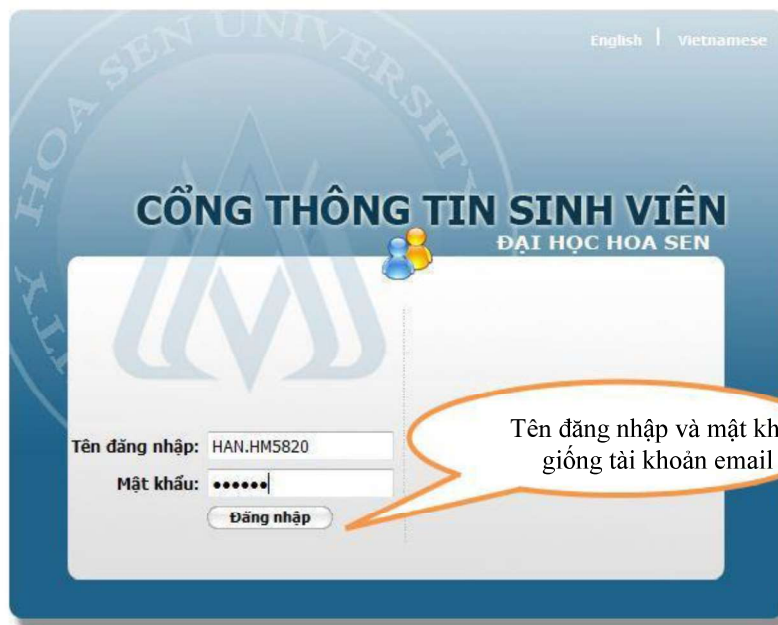 HOA SEN UNIVERSITY
English | Vietnamese
CỔNG THÔNG TIN SINH VIÊN
ĐẠI HỌC HOA SEN
Tên đăng nhập: HAN.HM5820
Mật khẩu: ●●●●●●
Đăng nhập
Tên đăng nhập và mật kh
giống tài khoản email